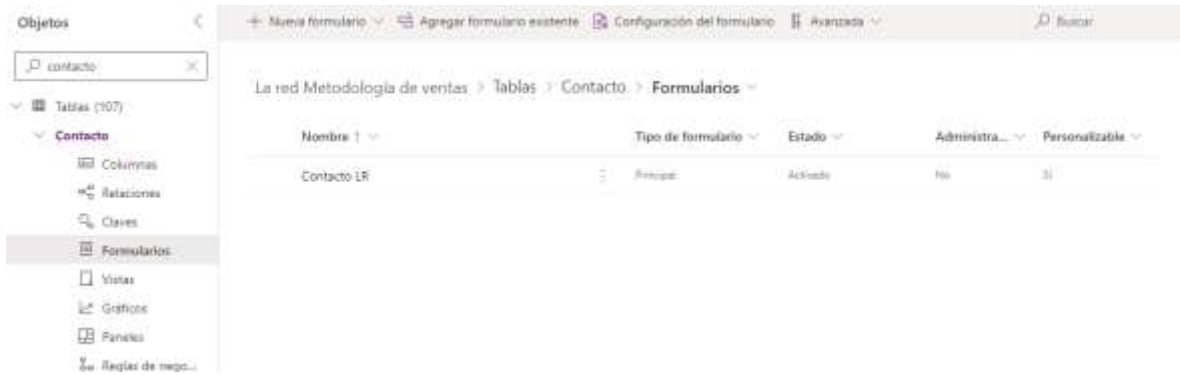 Objetos
Nueva formulario
Agregar formulario existente
Configuración del formulario
Avanzada
Buscar
contacto
La red Metodología de ventas > Tablas > Contacto > Formularios
Tablas (107)
Contacto
Columnas
Relaciones
Claves
Formularios
Vistas
Gráficos
Paneles
Reglas de nego...
Nombre ↑
Tipo de formulario
Estado
Administra...
Personalizable
Contacto LR
Principal
Activado
No
Sí